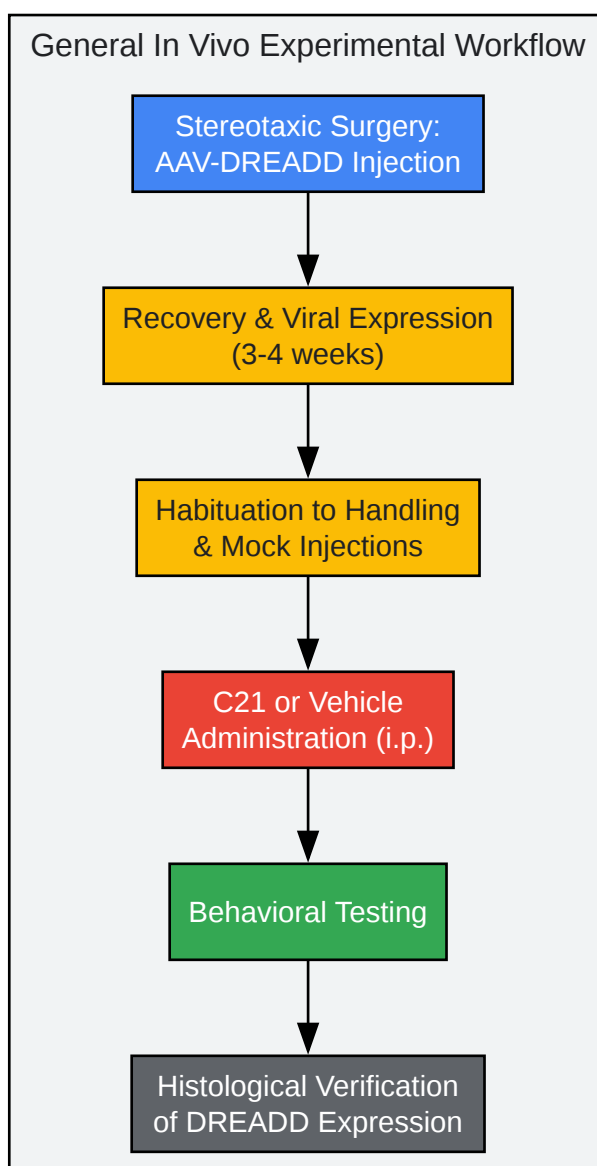 General In Vivo Experimental Workflow
Stereotaxic Surgery:
AAV-DREADD Injection
Recovery & Viral Expression
(3-4 weeks)
Habituation to Handling
& Mock Injections
C21 or Vehicle
Administration (i.p.)
Behavioral Testing
Histological Verification
of DREADD Expression